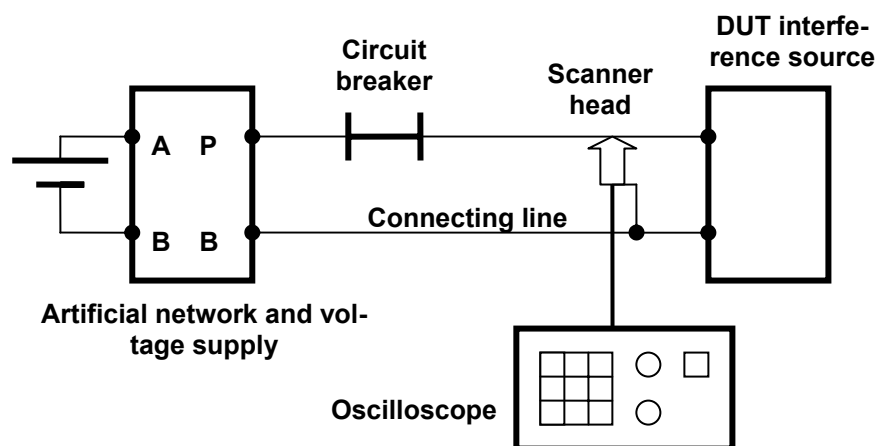 DUT interfe-
rence source
Circuit
breaker
Scanner
head
A P
Connecting line
B B
Artificial network and vol-
tage supply
Oscilloscope